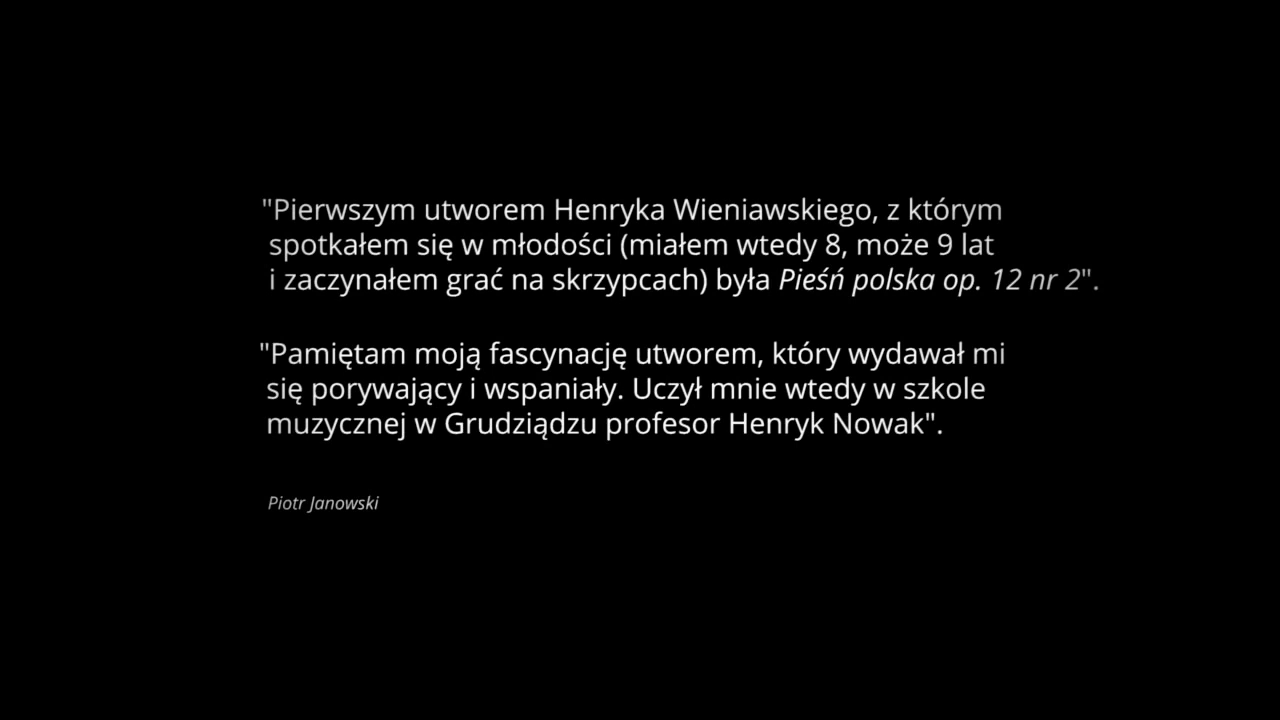 "Pierwszym utworem Henryka Wieniawskiego, z którym
spotkałem się w młodości (miałem wtedy 8, może 9 lat
i zaczynałem grać na skrzypcach) była Pieśń polska op. 12 nr 2".
"Pamiętam moją fascynację utworem, który wydawał mi
się porywający i wspaniały. Uczył mnie wtedy w szkole
muzycznej w Grudziądzu profesor Henryk Nowak".
Piotr Janowski